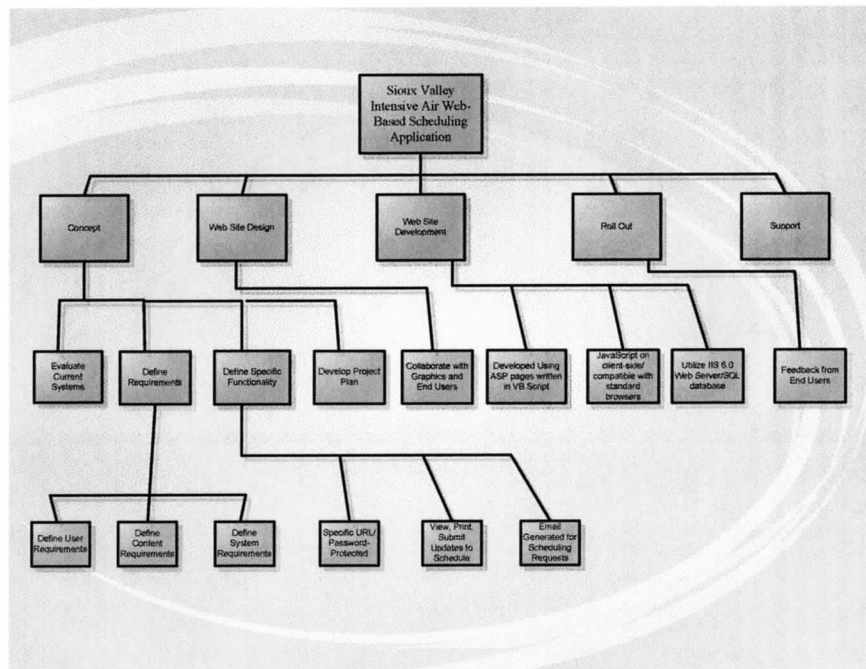 Sioux Valley
Intensive Air Web-
Based Scheduling
Application
Concept
Web Site Design
Web Site
Development
Roll Out
Support
Evaluate
Current
Systems
Define
Requirements
Define Specific
Functionality
Develop Project
Plan
Collaborate with
Graphics and
End Users
Developed Using
ASP pages written
in VB Script
JavaScript on
client-side/
compatible with
standard
browsers
Utilize IIS 6.0
Web Server/SQL
database
Feedback from
End Users
Define User
Requirements
Define
Content
Requirements
Define
System
Requirements
Specific URL/
Password-
Protected
View, Print,
Submit
Updates to
Schedule
Email
Generated for
Scheduling
Requests